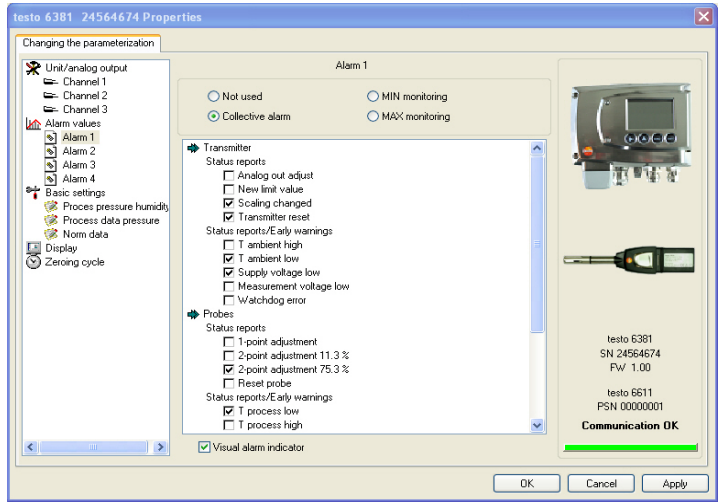 testo 6381 24564674 Properties
Changing the parameterization
Unit/analog output
Channel 1
Channel 2
Channel 3
Alarm values
Alarm 1
Alarm 2
Alarm 3
Alarm 4
Basic settings
Proces pressure humidity
Process data pressure
Norm data
Display
Zeroing cycle
Alarm 1
Not used
MIN monitoring
Collective alarm
MAX monitoring
Transmitter
Status reports
Analog out adjust
New limit value
Scaling changed
Transmitter reset
Status reports/Early warnings
T ambient high
T ambient low
Supply voltage low
Measurement voltage low
Watchdog error
Probes
Status reports
1-point adjustment
2-point adjustment 11.3 %
2-point adjustment 75.3 %
Reset probe
Status reports/Early warnings
T process low
T process high
Visual alarm indicator
testo 6381
SN 24564674
FW 1.00
testo 6611
PSN 00000001
Communication OK
OK
Cancel
Apply